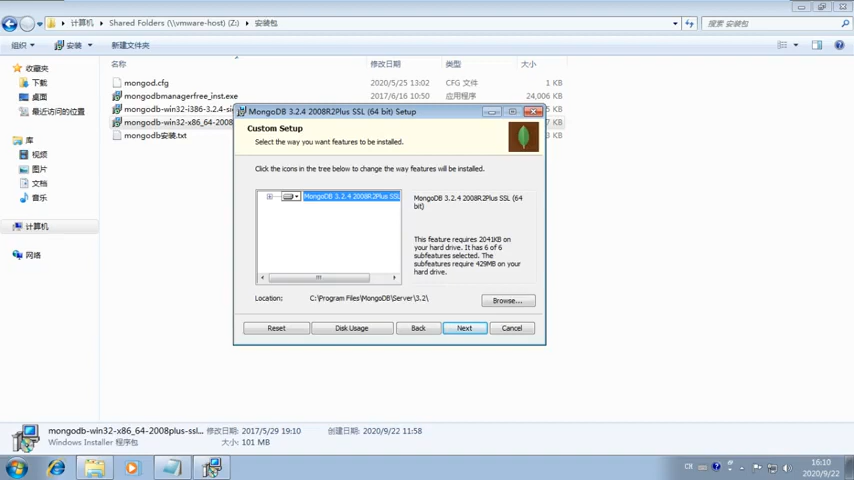 计算机 ▸ Shared Folders (\\vmware-host) (Z:) ▸ 安装包
搜索 安装包
组织 安装 新建文件夹
名称 修改日期 类型 大小
收藏夹
下载
桌面
最近访问的位置
库
视频
图片
文档
音乐
计算机
网络
mongod.cfg 2020/5/25 13:02 CFG 文件 1 KB
mongodbmanagerfree_inst.exe 2017/6/16 10:50 应用程序 24,006 KB
mongodb-win32-i386-3.2.4-si
mongodb-win32-x86_64-2008
mongodb安装.txt
MongoDB 3.2.4 2008R2Plus SSL (64 bit) Setup
Custom Setup
Select the way you want features to be installed.
Click the icons in the tree below to change the way features will be installed.
MongoDB 3.2.4 2008R2Plus SSL
MongoDB 3.2.4 2008R2Plus SSL (64
bit)
This feature requires 2041KB on
your hard drive. It has 6 of 6
subfeatures selected. The
subfeatures require 429MB on your
hard drive.
Location: C:\Program Files\MongoDB\Server\3.2\
Browse...
Reset Disk Usage Back Next Cancel
mongodb-win32-x86_64-2008plus-ssl... 修改日期: 2017/5/29 19:10 创建日期: 2020/9/22 11:58
Windows Installer 程序包 大小: 101 MB
CH
16:10
2020/9/22